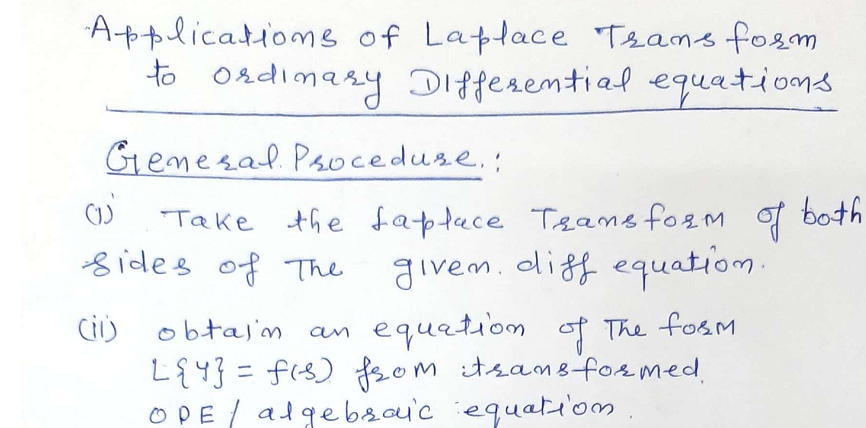 Applications of Laplace Transform
to ordinary Differential equations
General Procedure.:
(i) Take the Laplace Transform of both
sides of The given. diff equation.
(ii) obtain an equation of The form
L{Y} = f(s) from transformed.
ODE / algebraic equation.